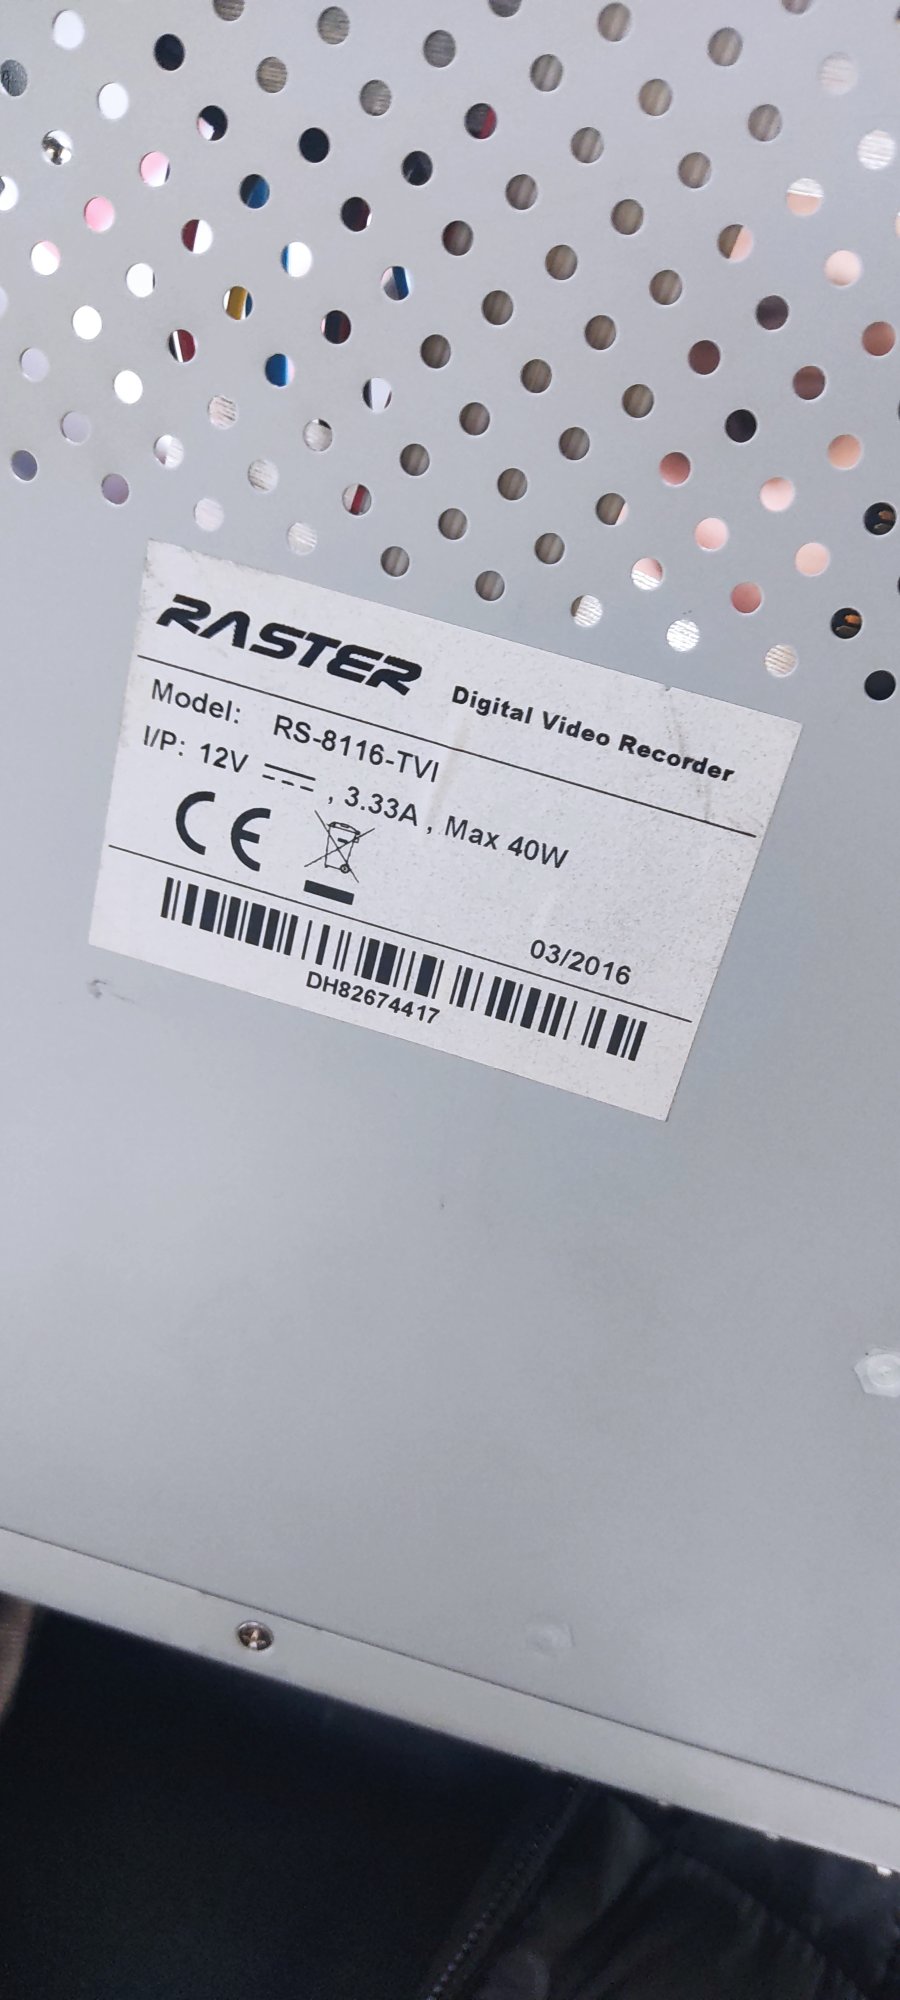 RASTER Digital Video Recorder
Model: RS-8116-TVI
I/P: 12V ⎓ , 3.33A , Max 40W
CE
03/2016
DH82674417